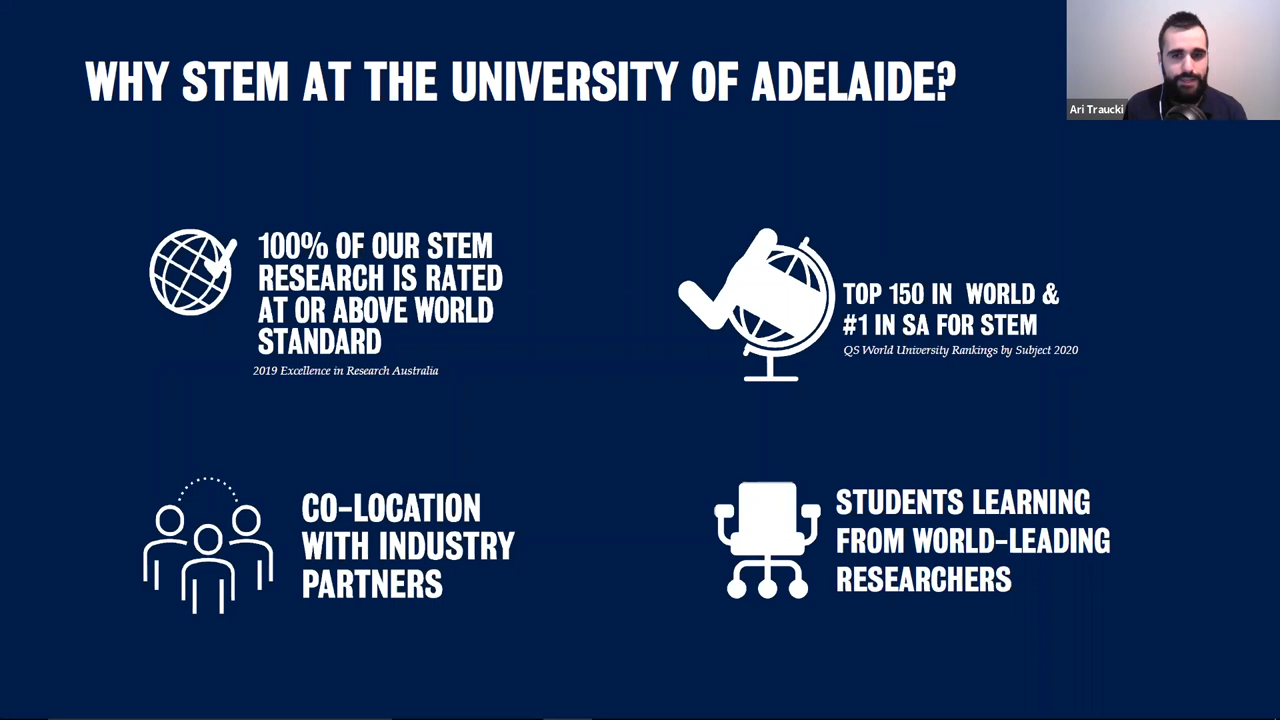 WHY STEM AT THE UNIVERSITY OF ADELAIDE?
Ari Traucki
100% OF OUR STEM
RESEARCH IS RATED
AT OR ABOVE WORLD
STANDARD
2019 Excellence in Research Australia
TOP 150 IN WORLD &
#1 IN SA FOR STEM
QS World University Rankings by Subject 2020
CO-LOCATION
WITH INDUSTRY
PARTNERS
STUDENTS LEARNING
FROM WORLD-LEADING
RESEARCHERS